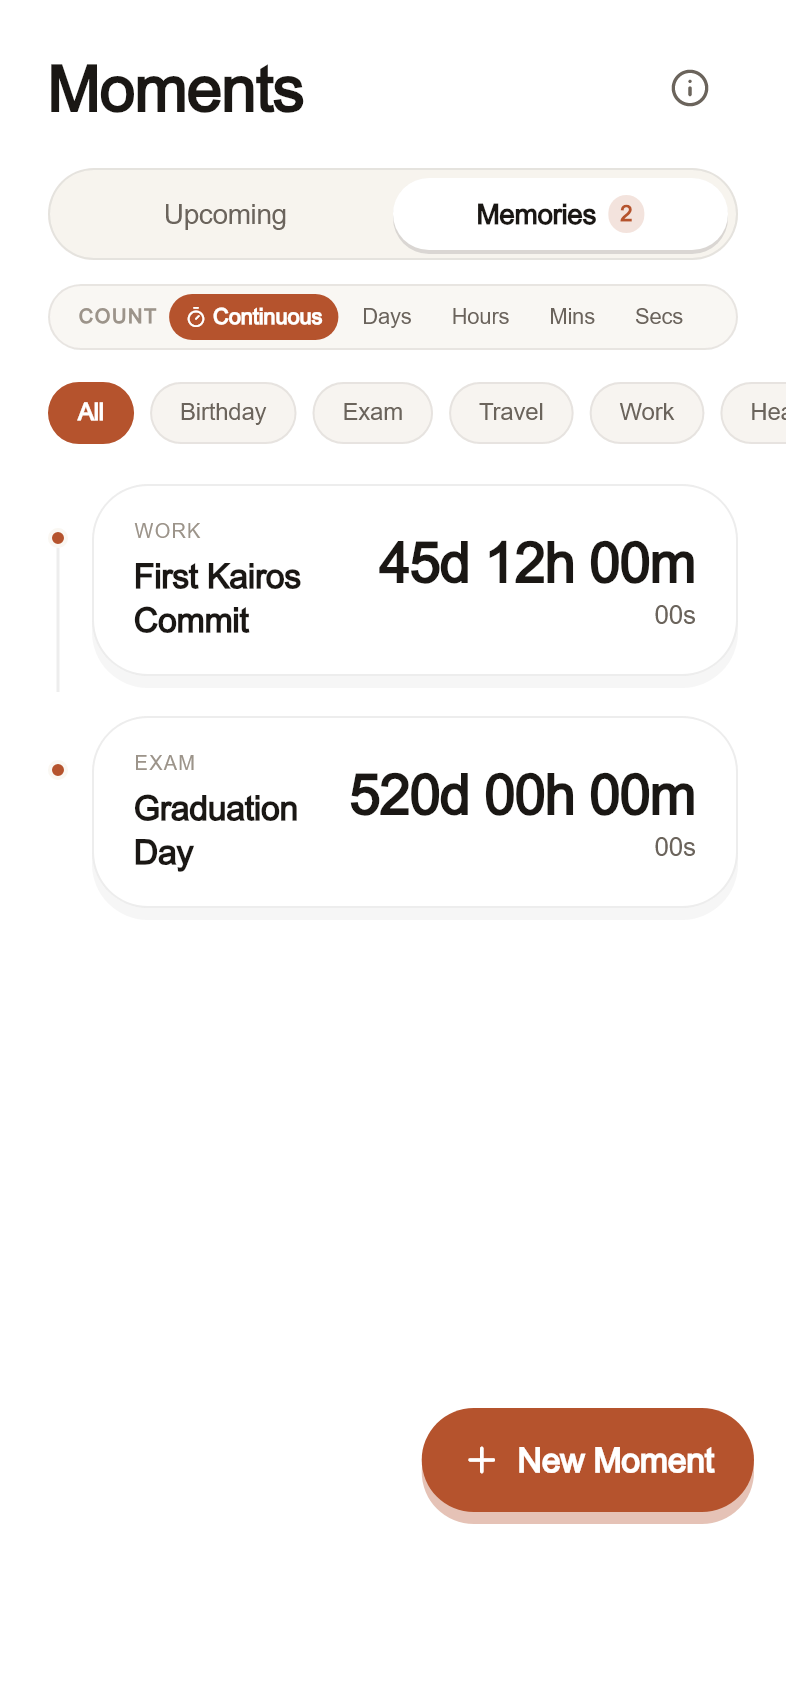 Moments
Upcoming
Memories 2
COUNT Continuous Days Hours Mins Secs
All Birthday Exam Travel Work Hea
WORK
First Kairos
Commit
45d 12h 00m
00s
EXAM
Graduation
Day
520d 00h 00m
00s
New Moment